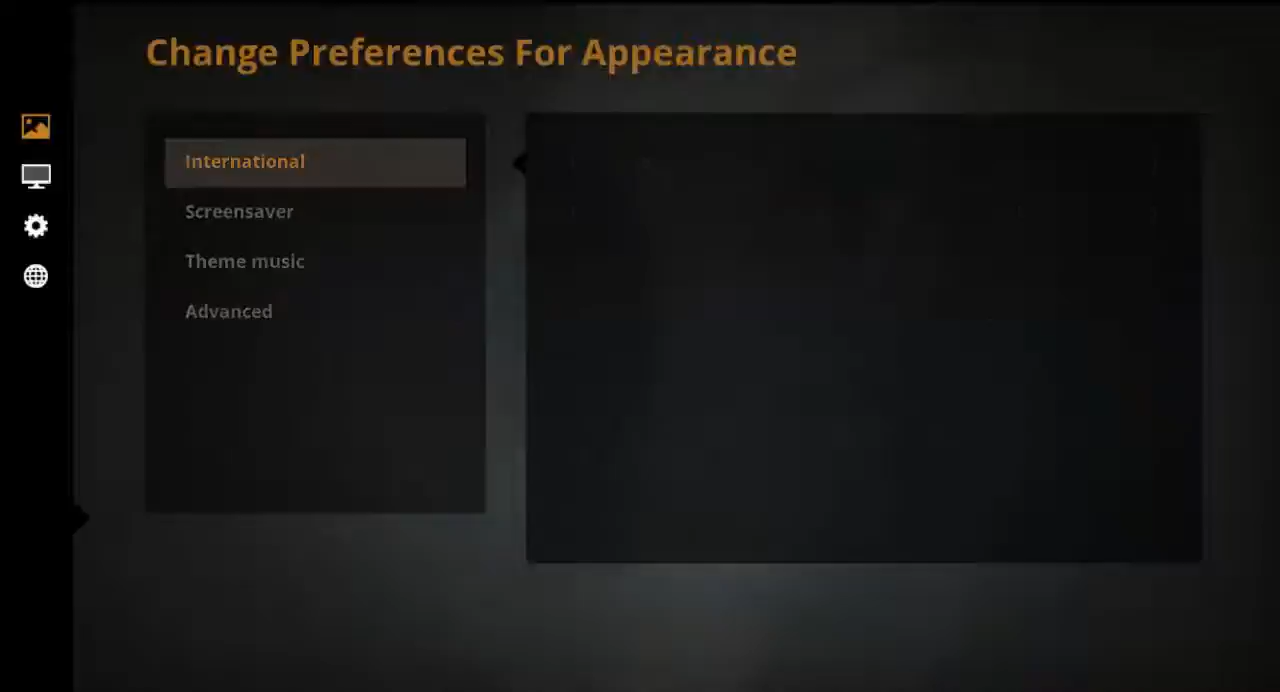 Change Preferences For Appearance
International
Screensaver
Theme music
Advanced